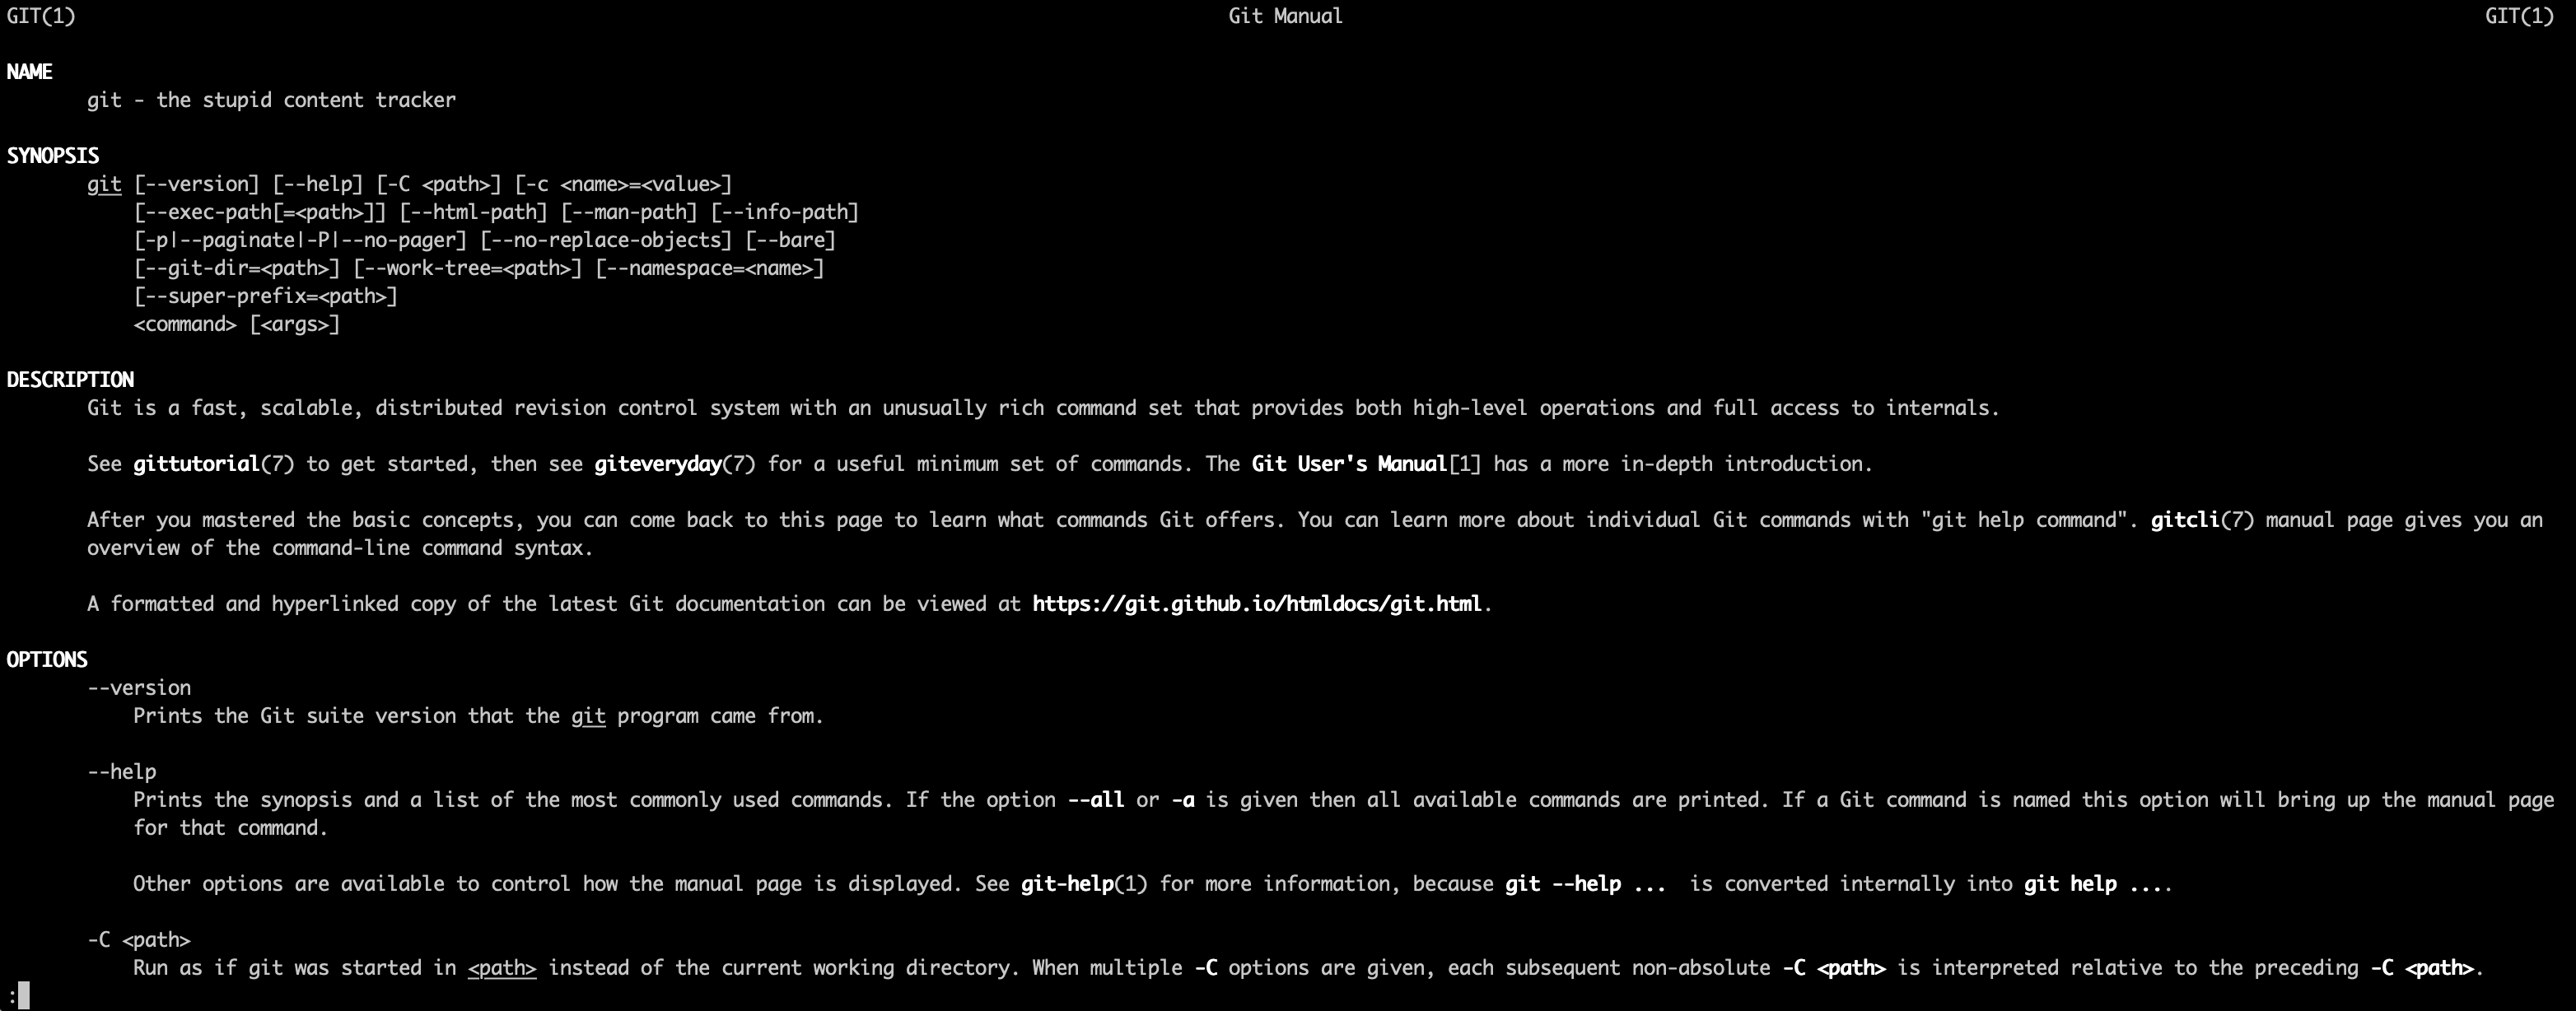 GIT(1) Git Manual GIT(1)
NAME
git - the stupid content tracker
SYNOPSIS
git [--version] [--help] [-C <path>] [-c <name>=<value>]
[--exec-path[=<path>]] [--html-path] [--man-path] [--info-path]
[-p|--paginate|-P|--no-pager] [--no-replace-objects] [--bare]
[--git-dir=<path>] [--work-tree=<path>] [--namespace=<name>]
[--super-prefix=<path>]
<command> [<args>]
DESCRIPTION
Git is a fast, scalable, distributed revision control system with an unusually rich command set that provides both high-level operations and full access to internals.
See gittutorial(7) to get started, then see giteveryday(7) for a useful minimum set of commands. The Git User's Manual[1] has a more in-depth introduction.
After you mastered the basic concepts, you can come back to this page to learn what commands Git offers. You can learn more about individual Git commands with "git help command". gitcli(7) manual page gives you an
overview of the command-line command syntax.
A formatted and hyperlinked copy of the latest Git documentation can be viewed at https://git.github.io/htmldocs/git.html.
OPTIONS
--version
Prints the Git suite version that the git program came from.
--help
Prints the synopsis and a list of the most commonly used commands. If the option --all or -a is given then all available commands are printed. If a Git command is named this option will bring up the manual page
for that command.
Other options are available to control how the manual page is displayed. See git-help(1) for more information, because git --help ...  is converted internally into git help ....
-C <path>
Run as if git was started in <path> instead of the current working directory. When multiple -C options are given, each subsequent non-absolute -C <path> is interpreted relative to the preceding -C <path>.
: